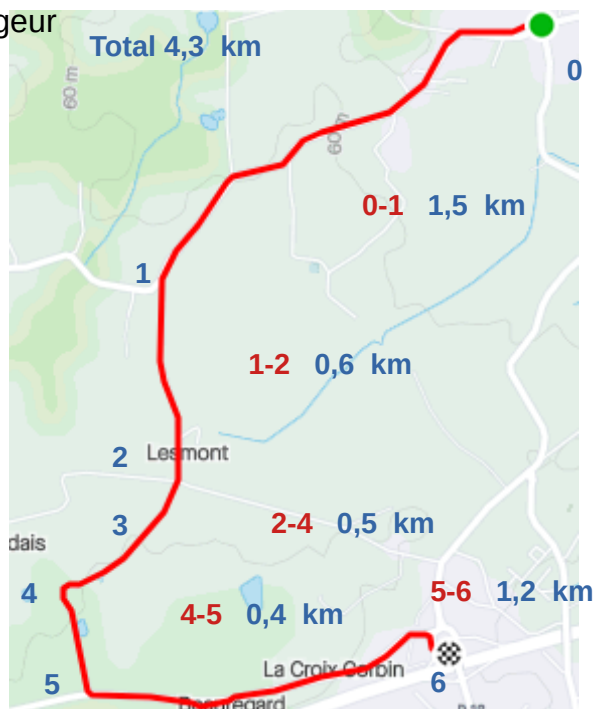 geur
Total 4,3 km
0
60 m
60 m
0-1 1,5 km
1
1-2 0,6 km
2
Lesmont
3
2-4 0,5 km
dais
4
5-6 1,2 km
4-5 0,4 km
La Croix Corbin
5
6
Beauregard